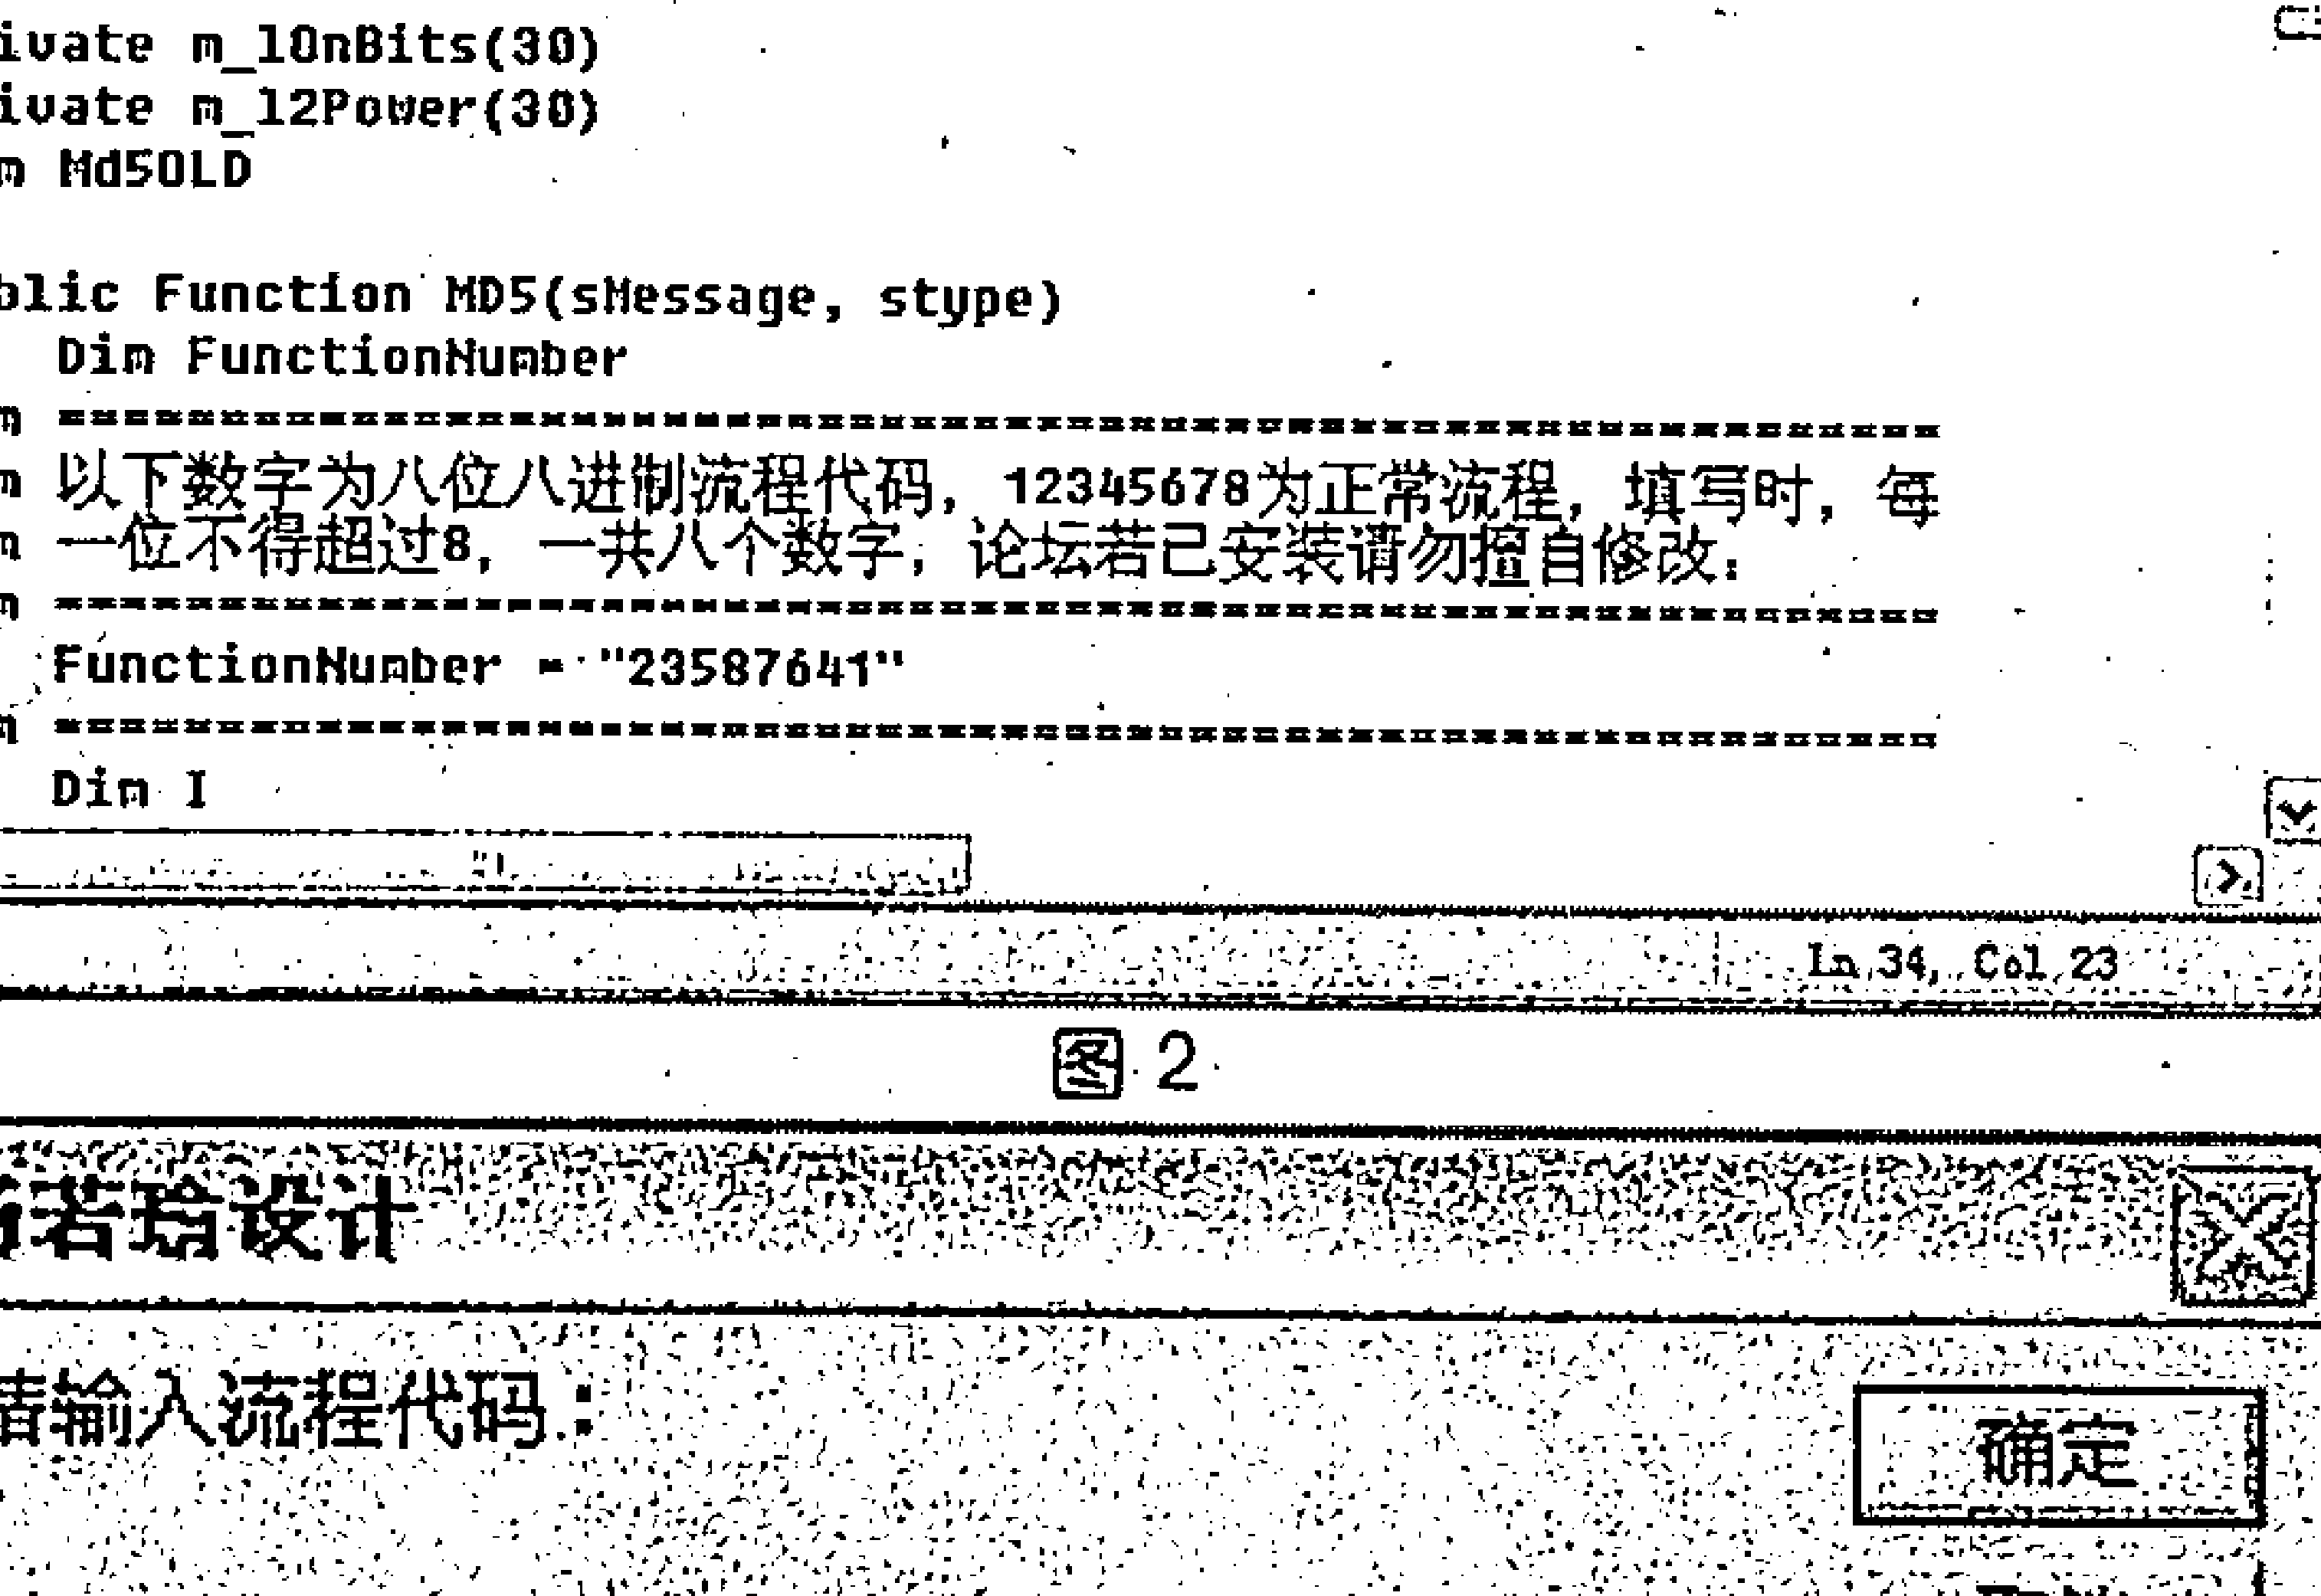 ivate m_lOnBits(30)
ivate m_l2Power(30)
m Md5OLD
blic Function MD5(sMessage, stype)
Dim FunctionNumber
m ============================================================
m 以下数字为八位八进制流程代码，12345678为正常流程，填写时，每
m 一位不得超过8，一共八个数字，论坛若已安装请勿擅自修改：
m ============================================================
FunctionNumber = "23587641"
m ============================================================
Dim I
Ln 34, Col 23
图 2
若琀设计
请输入流程代码：
确定